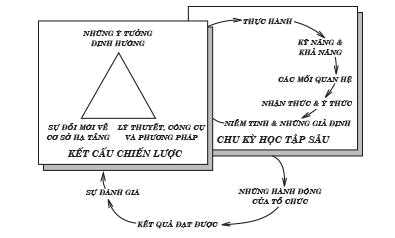 NHỮNG Ý TƯỞNG
ĐỊNH HƯỚNG
SỰ ĐỔI MỚI VỀ
CƠ SỞ HẠ TẦNG
LÝ THUYẾT, CÔNG CỤ
VÀ PHƯƠNG PHÁP
KẾT CẤU CHIẾN LƯỢC
THỰC HÀNH
KỸ NĂNG &
KHẢ NĂNG
CÁC MỐI QUAN HỆ
NHẬN THỨC & Ý THỨC
NIỀM TIN & NHỮNG GIẢ ĐỊNH
CHU KỲ HỌC TẬP SÂU
NHỮNG HÀNH ĐỘNG
CỦA TỔ CHỨC
KẾT QUẢ ĐẠT ĐƯỢC
SỰ ĐÁNH GIÁ